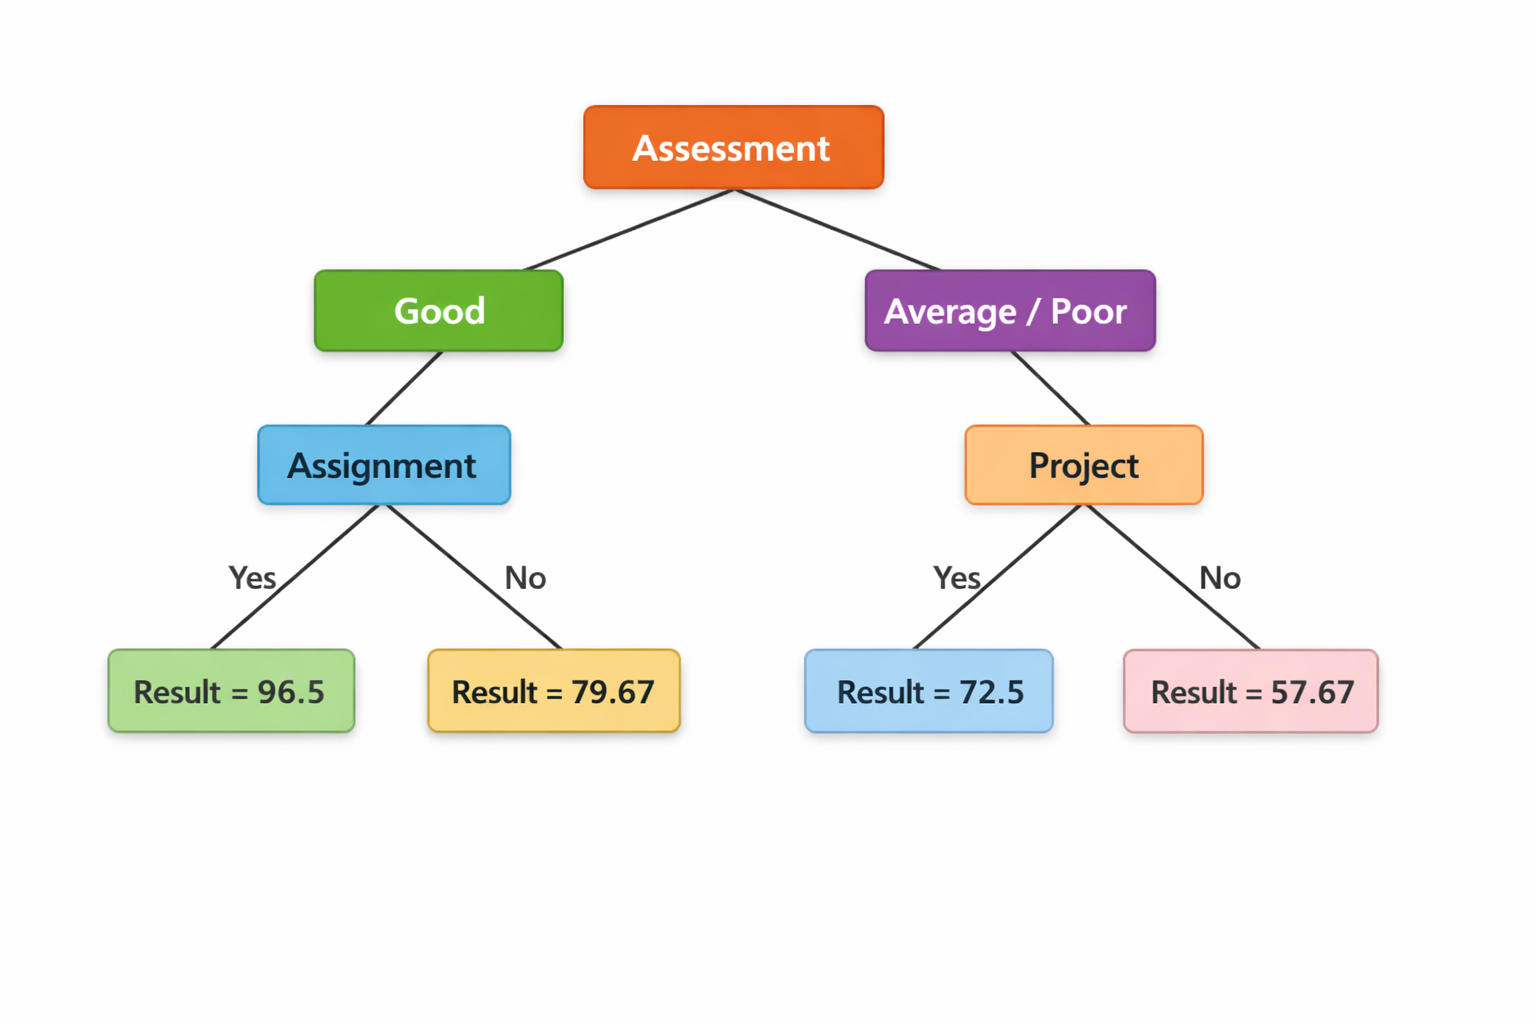 Assessment
Good
Average / Poor
Assignment
Project
Yes
No
Yes
No
Result = 96.5
Result = 79.67
Result = 72.5
Result = 57.67